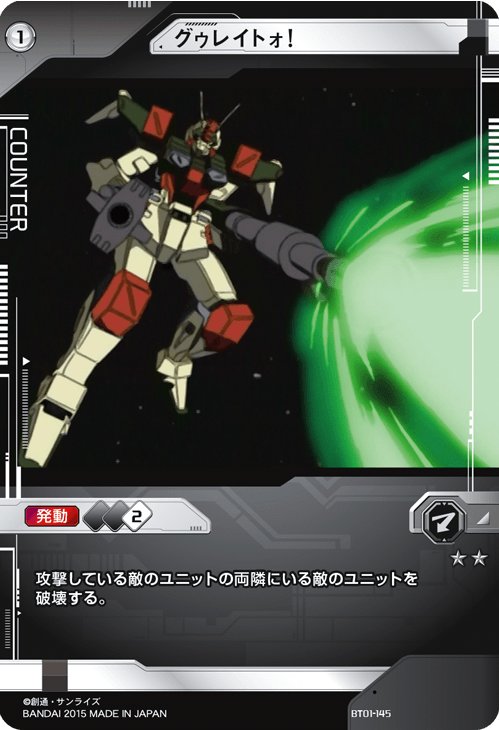 1
グゥレイトォ!
COUNTER
発動
2
攻撃している敵のユニットの両隣にいる敵のユニットを
破壊する。
©創通・サンライズ
BANDAI 2015 MADE IN JAPAN
BT01-145